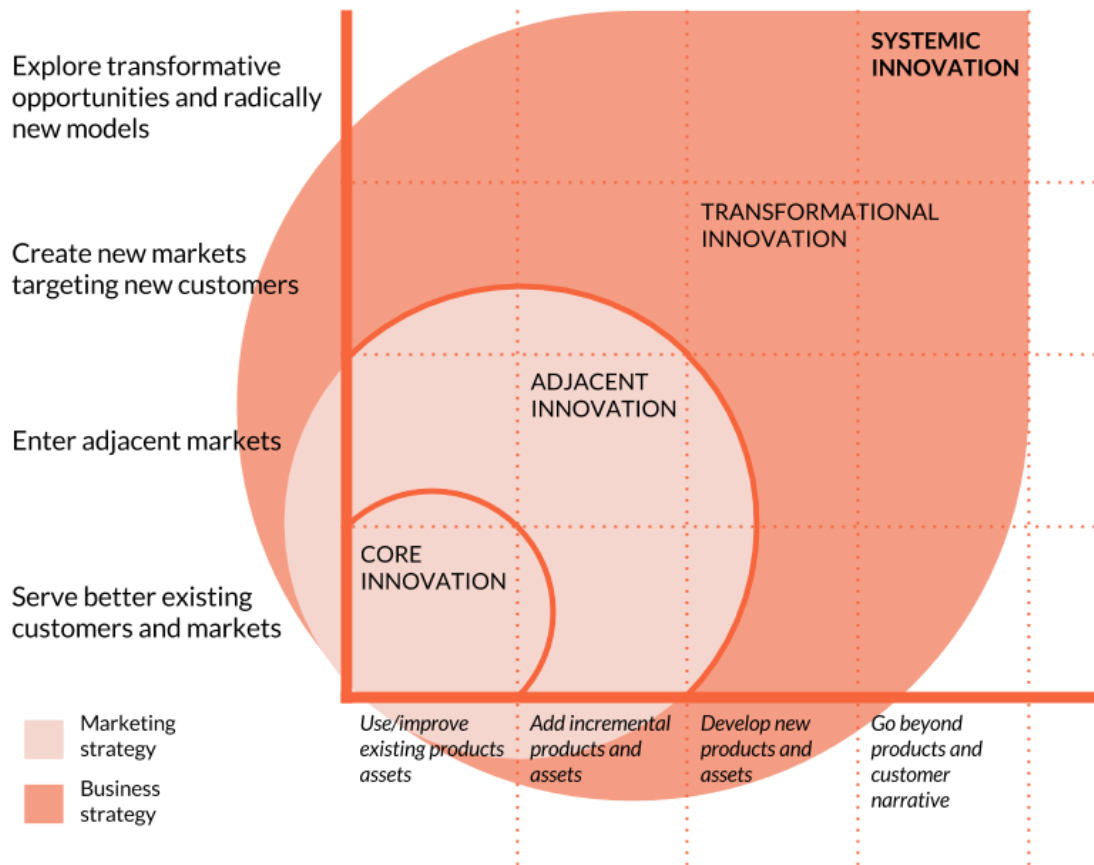 SYSTEMIC
INNOVATION
Explore transformative
opportunities and radically
new models
TRANSFORMATIONAL
INNOVATION
Create new markets
targeting new customers
ADJACENT
INNOVATION
Enter adjacent markets
CORE
INNOVATION
Serve better existing
customers and markets
Use/improve
existing products
assets
Add incremental
products and
assets
Develop new
products and
assets
Go beyond
products and
customer
narrative
Marketing
strategy
Business
strategy